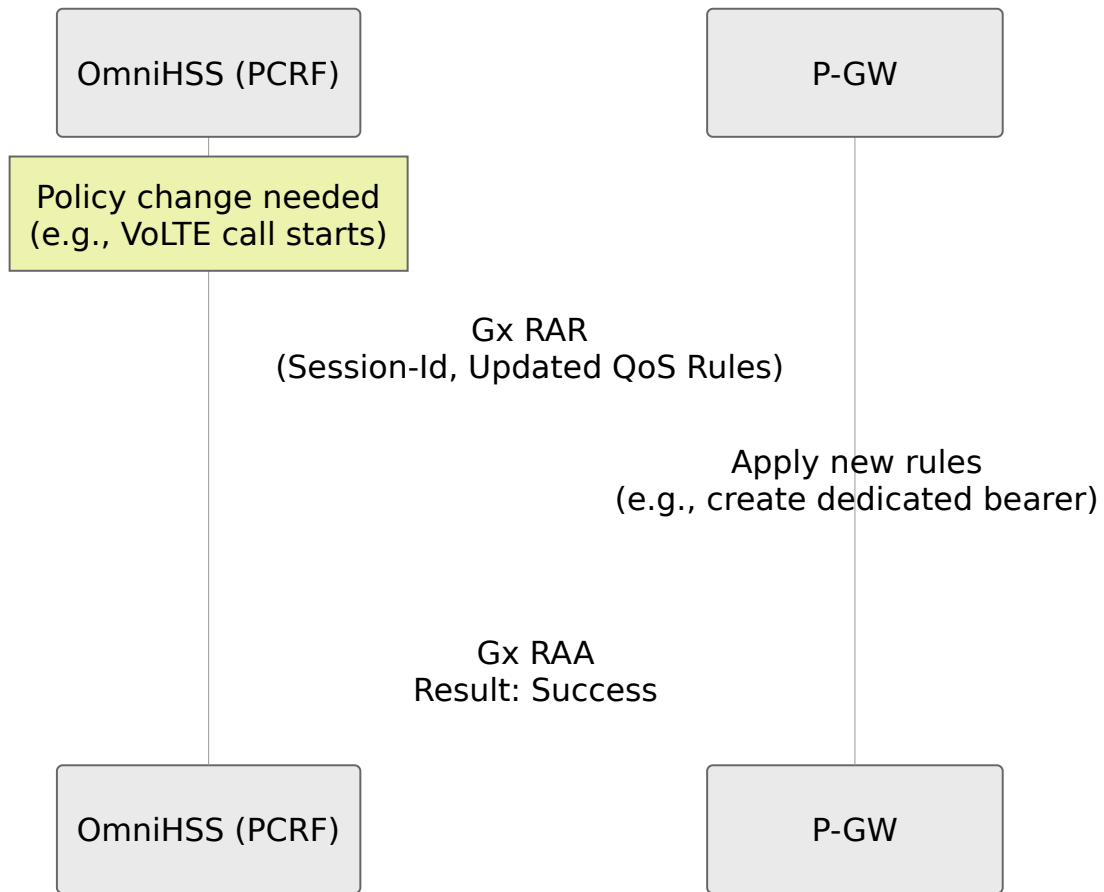 OmniHSS (PCRF)
P-GW
Policy change needed
(e.g., VoLTE call starts)
Gx RAR
(Session-Id, Updated QoS Rules)
Apply new rules
(e.g., create dedicated bearer)
Gx RAA
Result: Success
OmniHSS (PCRF)
P-GW